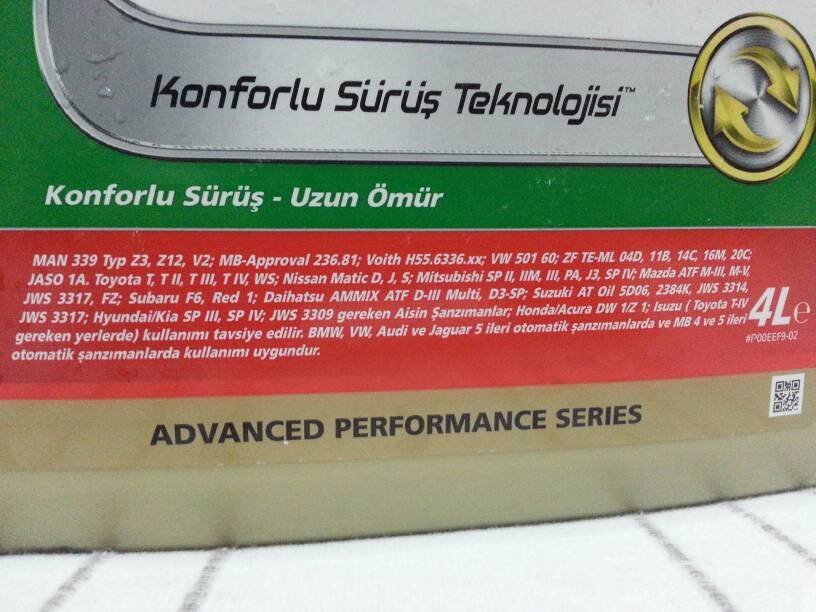 Konforlu Sürüş Teknolojisi™
Konforlu Sürüş - Uzun Ömür
MAN 339 Typ Z3, Z12, V2; MB-Approval 236.81; Voith H55.6336.xx; VW 501 60; ZF TE-ML 04D, 11B, 14C, 16M, 20C;
JASO 1A. Toyota T, T II, T III, T IV, WS; Nissan Matic D, J, S; Mitsubishi SP II, IIM, III, PA, J3, SP IV; Mazda ATF M-III, M-V,
JWS 3317, FZ; Subaru F6, Red 1; Daihatsu AMMIX ATF D-III Multi, D3-SP; Suzuki AT Oil 5D06, 2384K, JWS 3314,
JWS 3317; Hyundai/Kia SP III, SP IV; JWS 3309 gereken Aisin Şanzımanlar; Honda/Acura DW 1/Z 1; Isuzu ( Toyota T-IV
gereken yerlerde) kullanımı tavsiye edilir. BMW, VW, Audi ve Jaguar 5 ileri otomatik şanzımanlarda ve MB 4 ve 5 ileri
otomatik şanzımanlarda kullanımı uygundur.
4L e
#P00EEF9-02
ADVANCED PERFORMANCE SERIES